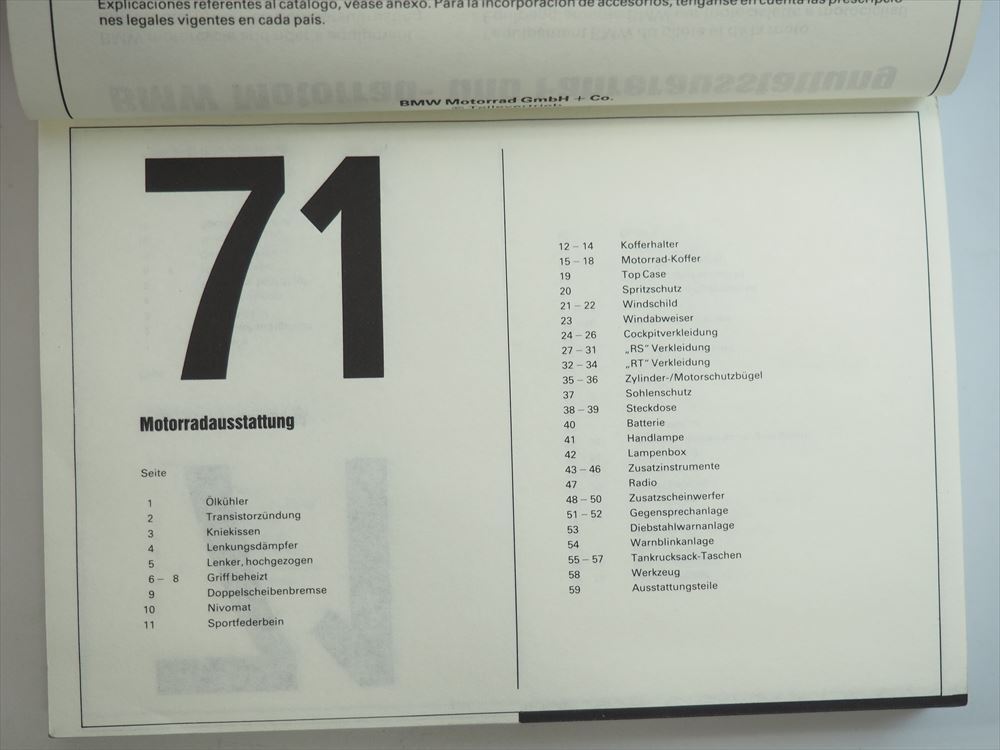 Explicaciones referentes al catálogo, véase anexo. Para la incorporación de accesorios, ténganse en cuenta las prescripcio-
nes legales vigentes en cada país.
BMW Motorrad GmbH + Co.
71
Motorradausstattung
Seite
1 Ölkühler
2 Transistorzündung
3 Kniekissen
4 Lenkungsdämpfer
5 Lenker, hochgezogen
6 – 8 Griff beheizt
9 Doppelscheibenbremse
10 Nivomat
11 Sportfederbein
12 – 14 Kofferhalter
15 – 18 Motorrad-Koffer
19 Top Case
20 Spritzschutz
21 – 22 Windschild
23 Windabweiser
24 – 26 Cockpitverkleidung
27 – 31 „RS“ Verkleidung
32 – 34 „RT“ Verkleidung
35 – 36 Zylinder-/Motorschutzbügel
37 Sohlenschutz
38 – 39 Steckdose
40 Batterie
41 Handlampe
42 Lampenbox
43 – 46 Zusatzinstrumente
47 Radio
48 – 50 Zusatzscheinwerfer
51 – 52 Gegensprechanlage
53 Diebstahlwarnanlage
54 Warnblinkanlage
55 – 57 Tankrucksack-Taschen
58 Werkzeug
59 Ausstattungsteile